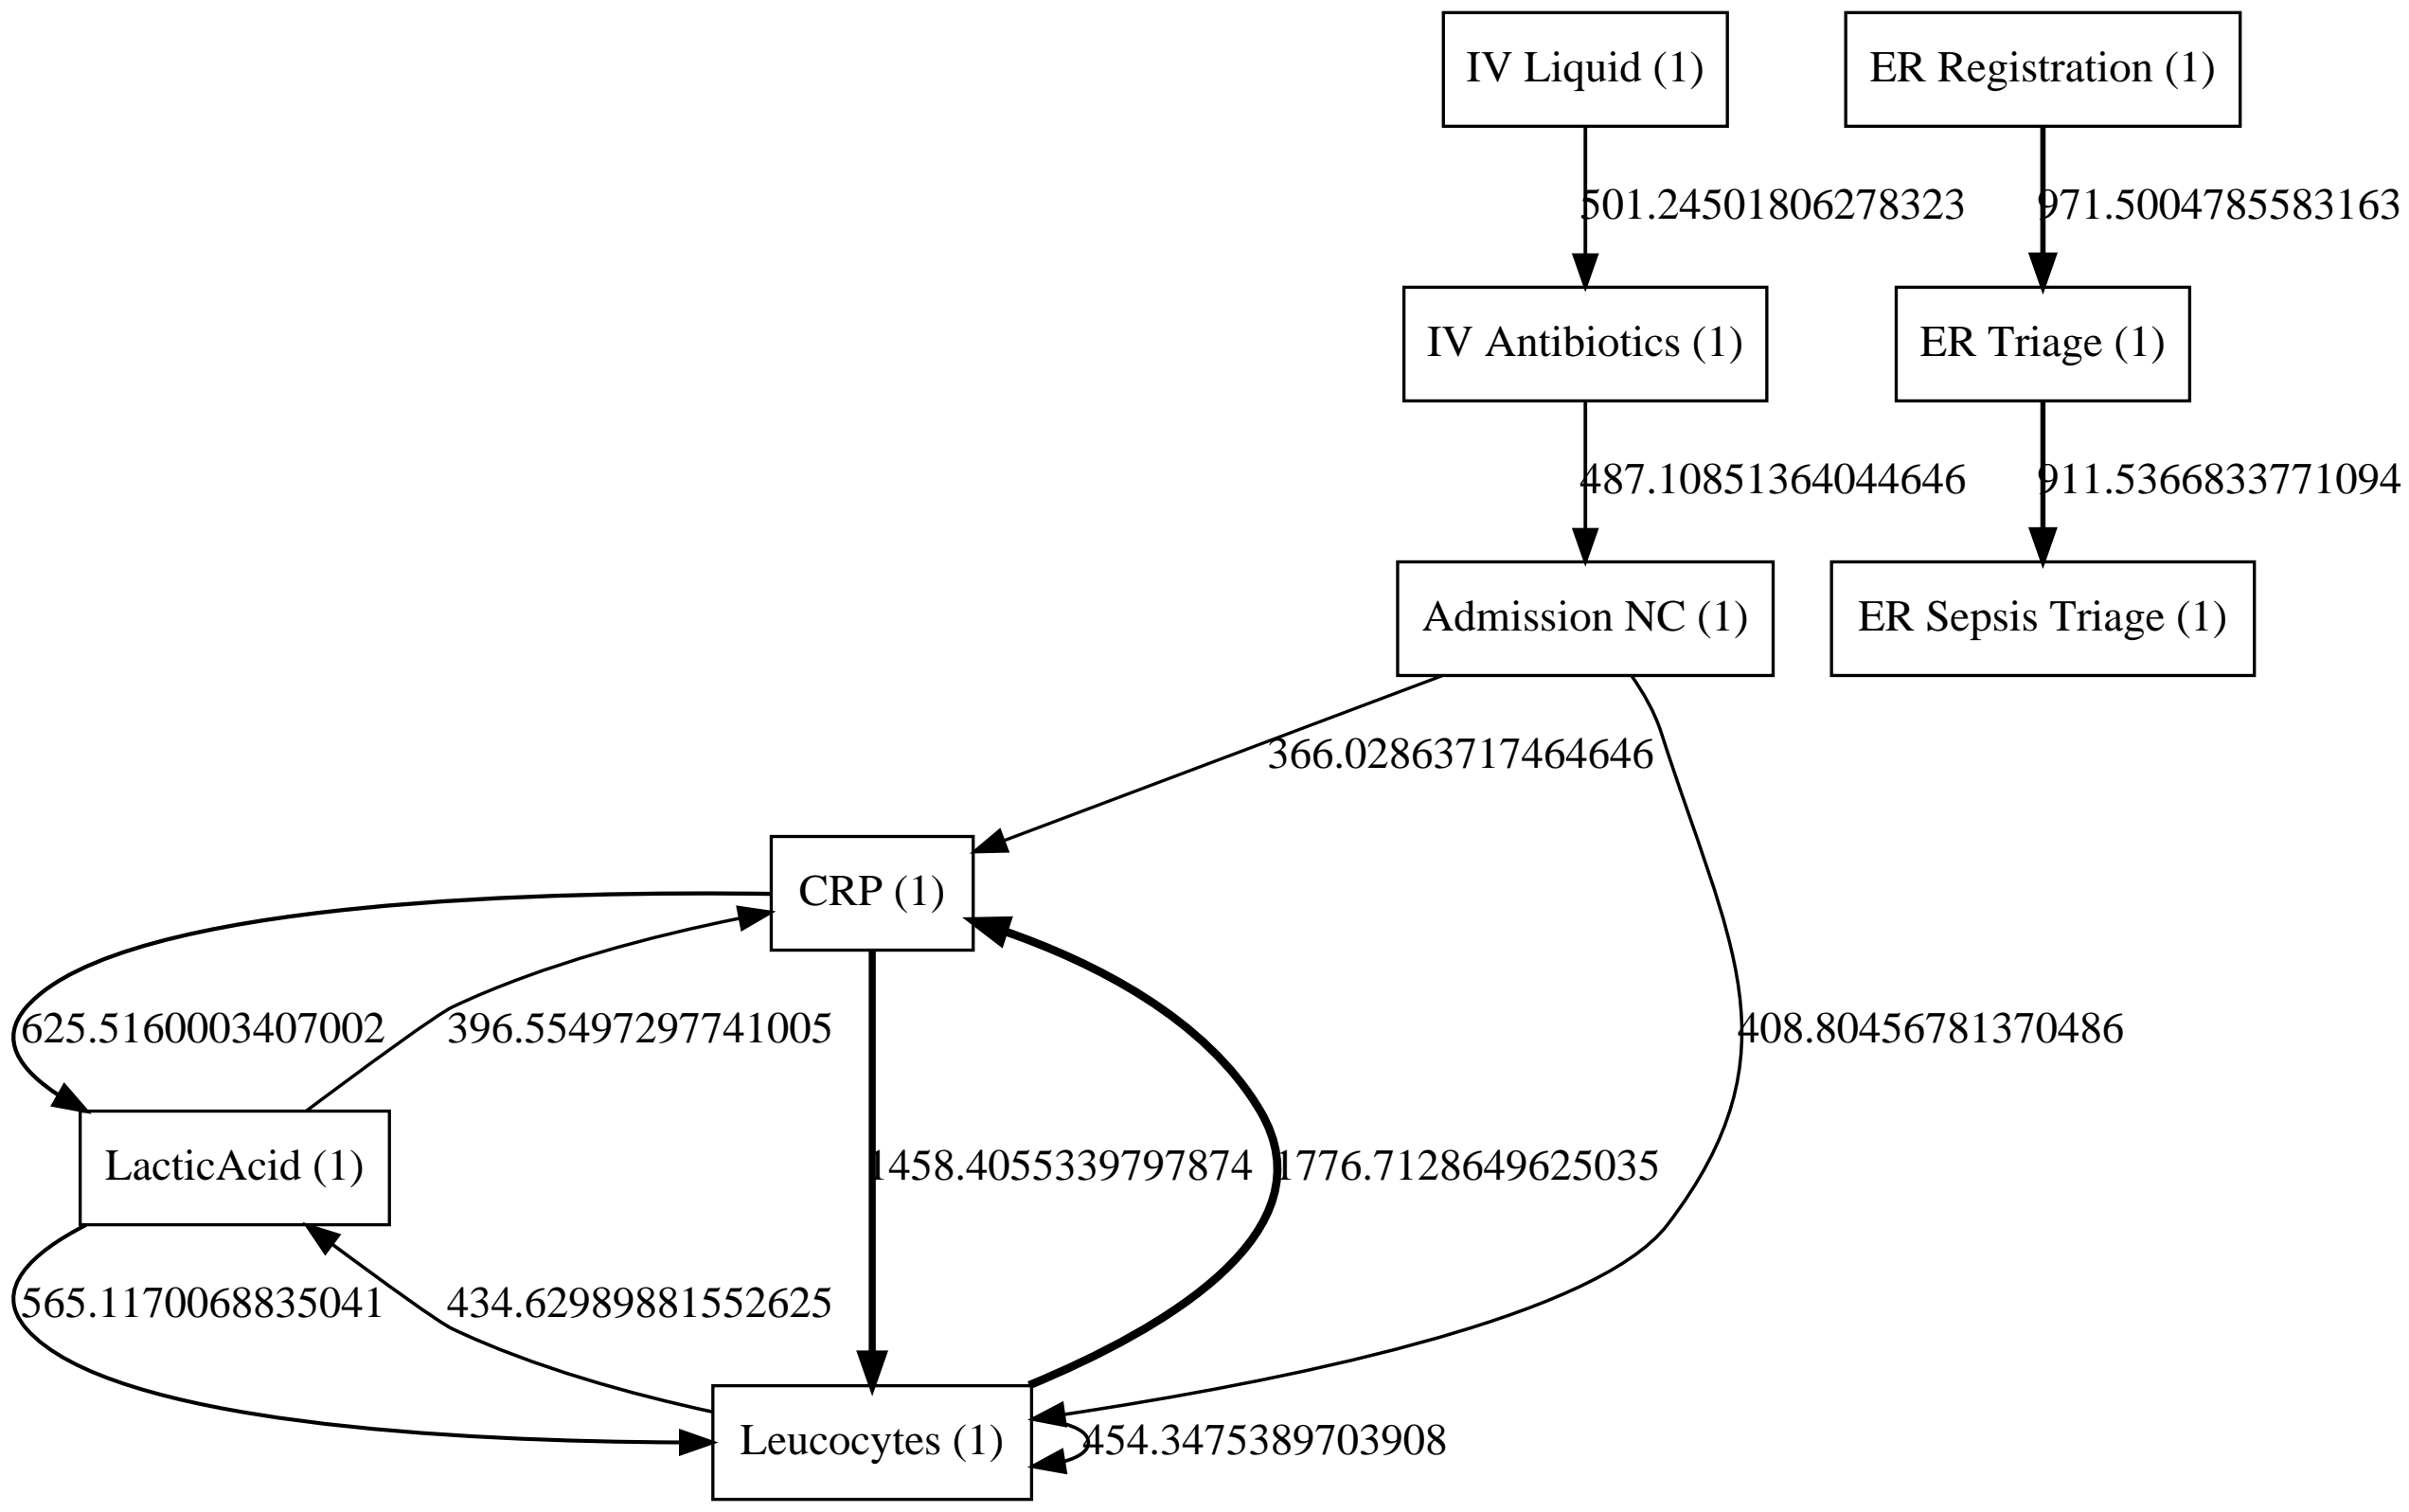 IV Liquid (1)
ER Registration (1)
501.24501806278323
971.5004785583163
IV Antibiotics (1)
ER Triage (1)
487.10851364044646
911.5366833771094
Admission NC (1)
ER Sepsis Triage (1)
366.02863717464646
CRP (1)
625.5160003407002
396.55497297741005
408.80456781370486
LacticAcid (1)
1458.4055339797874
1776.7128649625035
565.1170068835041
434.62989881552625
Leucocytes (1)
454.3475389703908